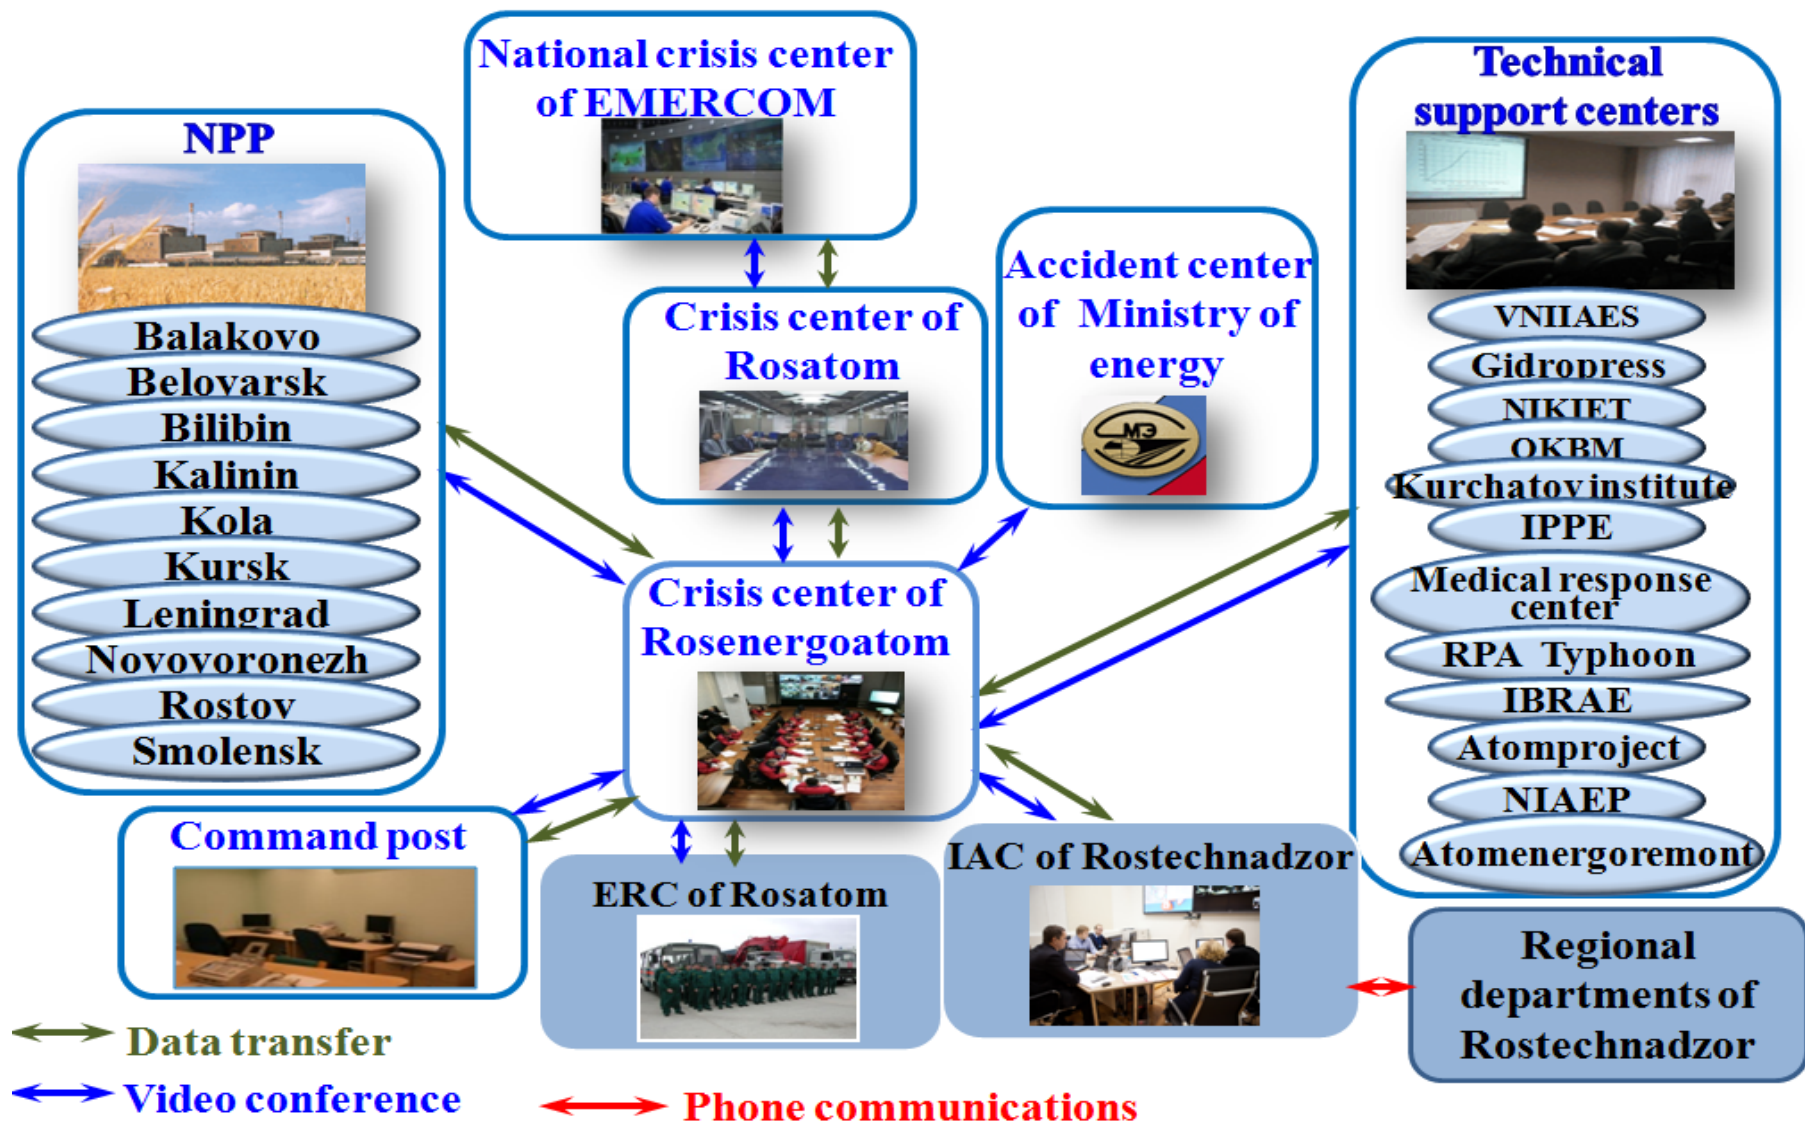 National crisis center
of EMERCOM
NPP
Balakovo
Belovarsk
Bilibin
Kalinin
Kola
Kursk
Leningrad
Novovoronezh
Rostov
Smolensk
Crisis center of
Rosatom
Accident center
of Ministry of
energy
МЭ
Technical
support centers
VNIIAES
Gidropress
NIKIET
OKBM
Kurchatov institute
IPPE
Medical response
center
RPA Typhoon
IBRAE
Atomproject
NIAEP
Atomenergoremont
Crisis center of
Rosenergoatom
Command post
ERC of Rosatom
IAC of Rostechnadzor
Regional
departments of
Rostechnadzor
Data transfer
Video conference
Phone communications